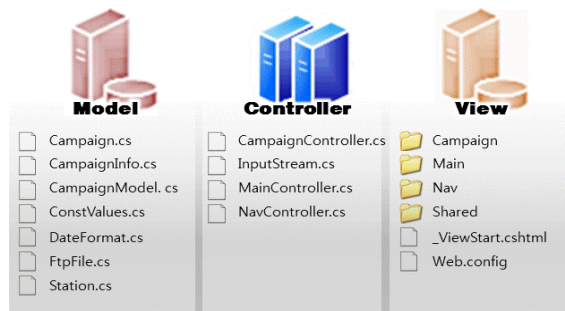 Model
Campaign.cs
CampaignInfo.cs
CampaignModel. cs
ConstValues.cs
DateFormat.cs
FtpFile.cs
Station.cs
Controller
CampaignController.cs
InputStream.cs
MainController.cs
NavController.cs
View
Campaign
Main
Nav
Shared
_ViewStart.cshtml
Web.config